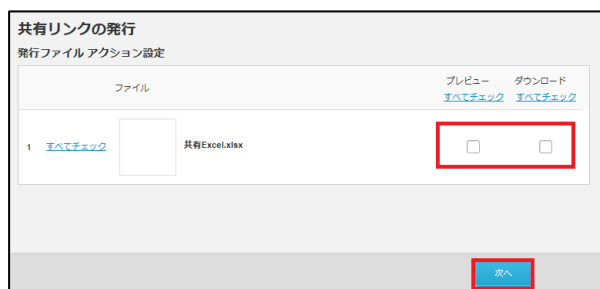 共有リンクの発行
発行ファイル アクション設定
ファイル プレビュー ダウンロード
すべてチェック すべてチェック
1 すべてチェック 共有Excel.xlsx
次へ